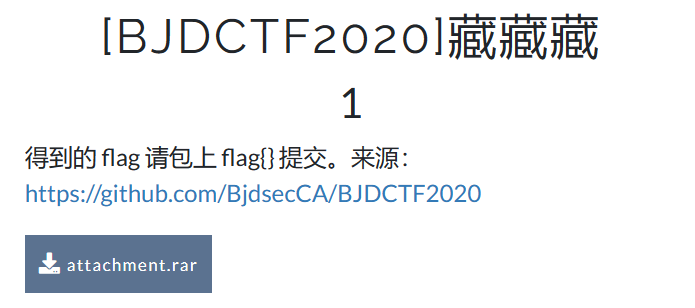 [BJDCTF2020]藏藏藏
1
得到的 flag 请包上 flag{} 提交。来源：
https://github.com/BjdsecCA/BJDCTF2020
attachment.rar